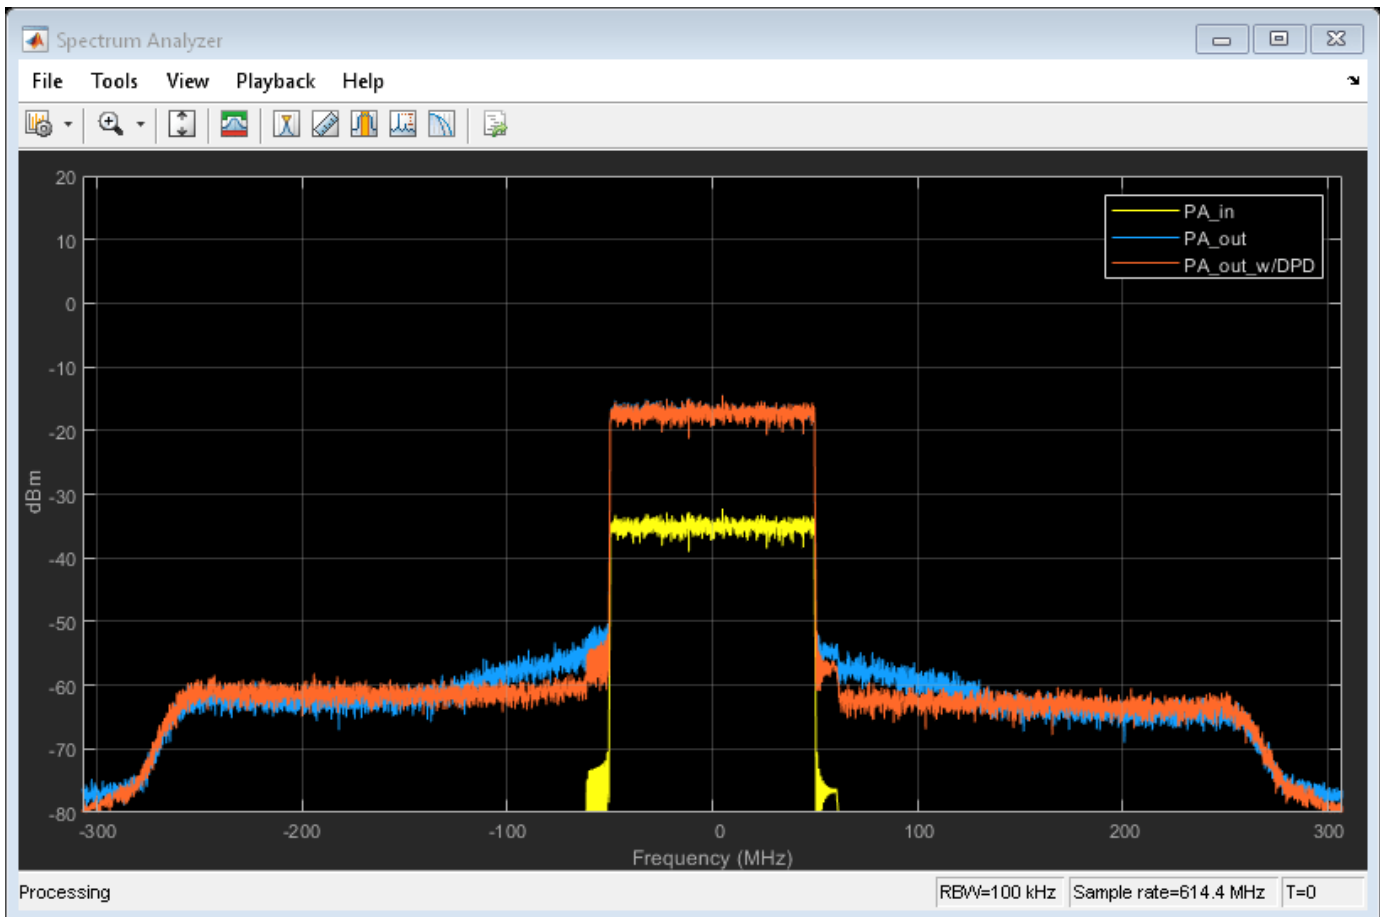 Spectrum Analyzer
File Tools View Playback Help
20
10
0
-10
-20
-30
-40
-50
-60
-70
-80
dBm
PA_in
PA_out
PA_out_w/DPD
-300 -200 -100 0 100 200 300
Frequency (MHz)
Processing RBW=100 kHz Sample rate=614.4 MHz T=0